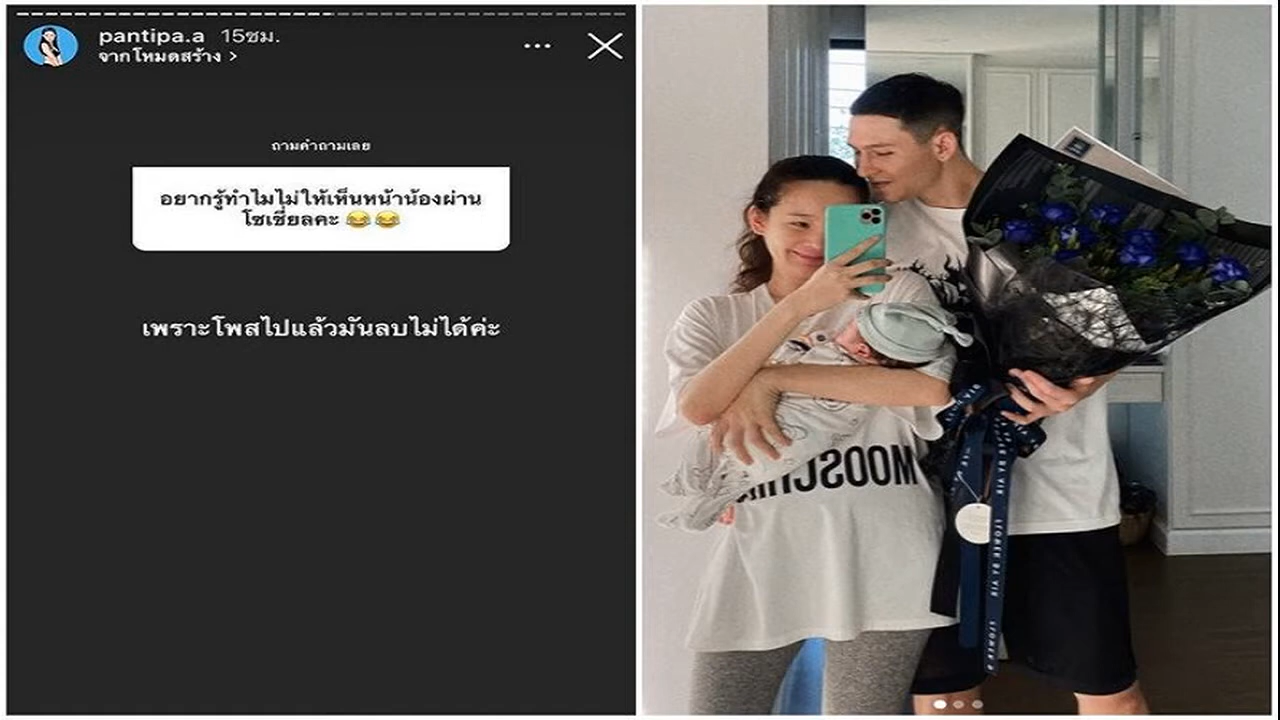 pantipa.a 15ชม.
จากโหมดสร้าง >
ถามคำถามเลย
อยากรู้ทำไมไม่ให้เห็นหน้าน้องผ่าน
โซเชี่ยลคะ 😂😂
เพราะโพสไปแล้วมันลบไม่ได้ค่ะ